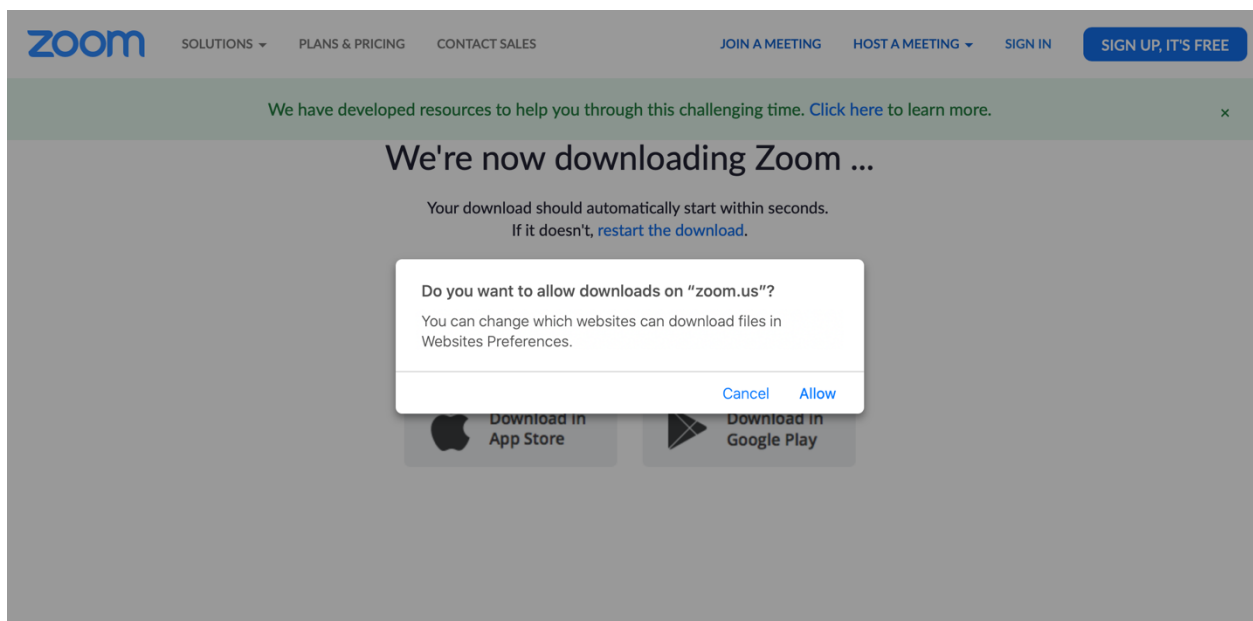 zoom SOLUTIONS PLANS & PRICING CONTACT SALES JOIN A MEETING HOST A MEETING SIGN IN SIGN UP, IT'S FREE
We have developed resources to help you through this challenging time. Click here to learn more. ×
We're now downloading Zoom ...
Your download should automatically start within seconds.
If it doesn't, restart the download.
Do you want to allow downloads on “zoom.us”?
You can change which websites can download files in
Websites Preferences.
Cancel Allow
Download in
App Store
Download in
Google Play